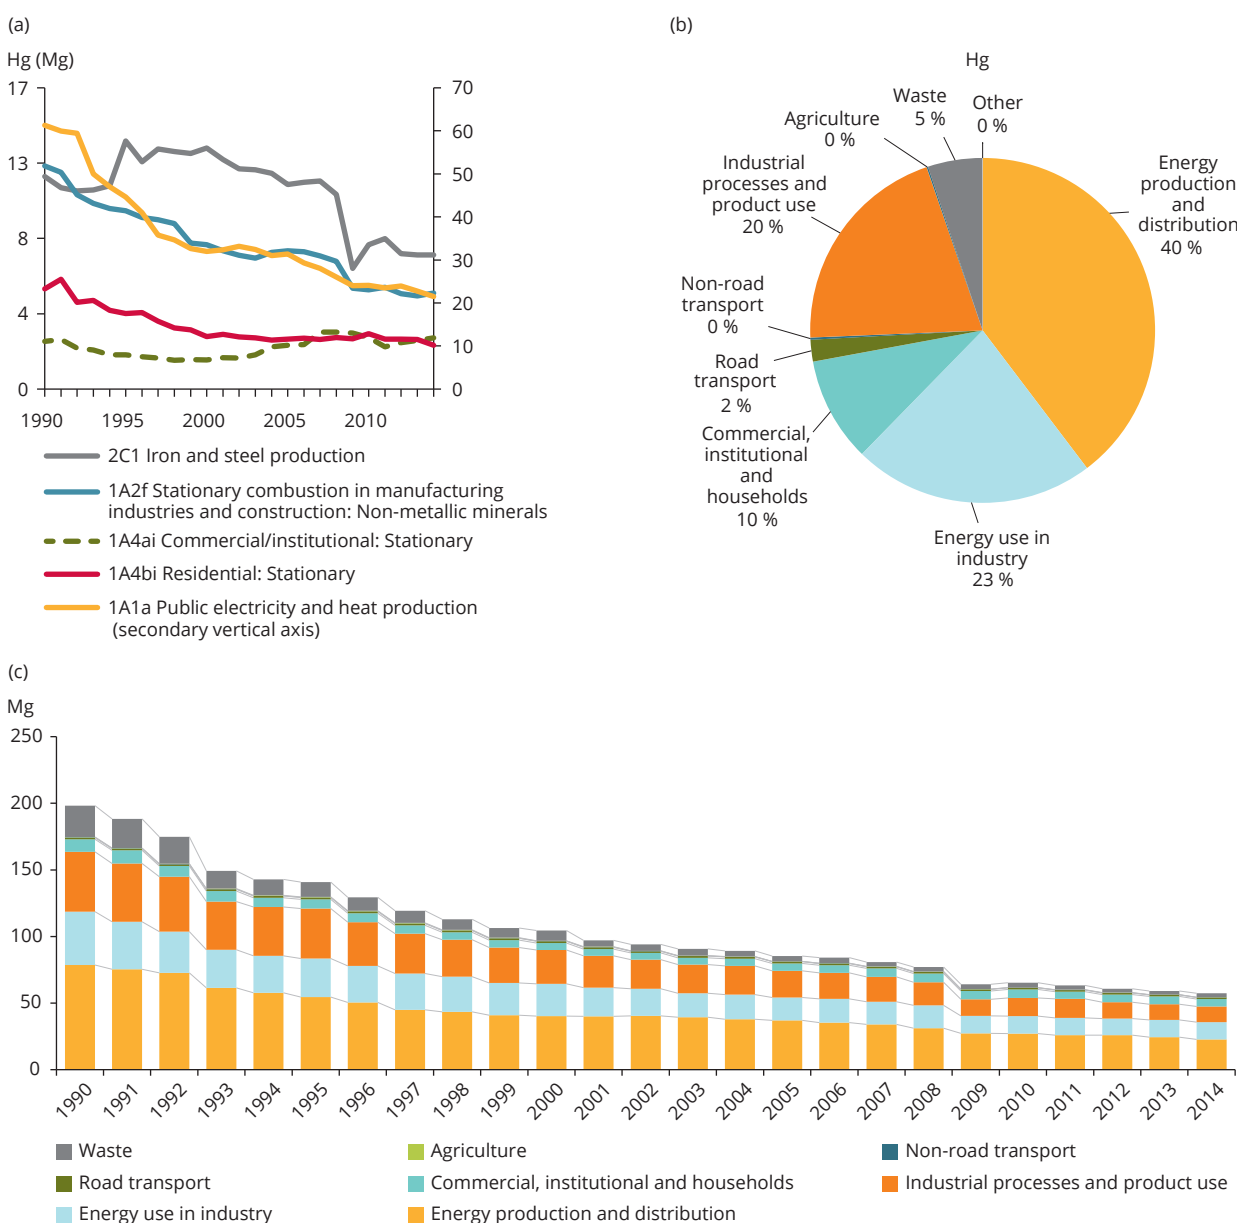 (a)
Hg (Mg)
17
13
8
4
0
70
60
50
40
30
20
10
0
1990
1995
2000
2005
2010
2C1 Iron and steel production
1A2f Stationary combustion in manufacturing
industries and construction: Non-metallic minerals
1A4ai Commercial/institutional: Stationary
1A4bi Residential: Stationary
1A1a Public electricity and heat production
(secondary vertical axis)
(b)
Hg
Other
0 %
Energy
production
and
distribution
40 %
Energy use in
industry
23 %
Commercial,
institutional
and
households
10 %
Road
transport
2 %
Non-road
transport
0 %
Industrial
processes and
product use
20 %
Agriculture
0 %
Waste
5 %
(c)
Mg
250
200
150
100
50
0
1990
1991
1992
1993
1994
1995
1996
1997
1998
1999
2000
2001
2002
2003
2004
2005
2006
2007
2008
2009
2010
2011
2012
2013
2014
Waste
Agriculture
Non-road transport
Road transport
Commercial, institutional and households
Industrial processes and product use
Energy use in industry
Energy production and distribution